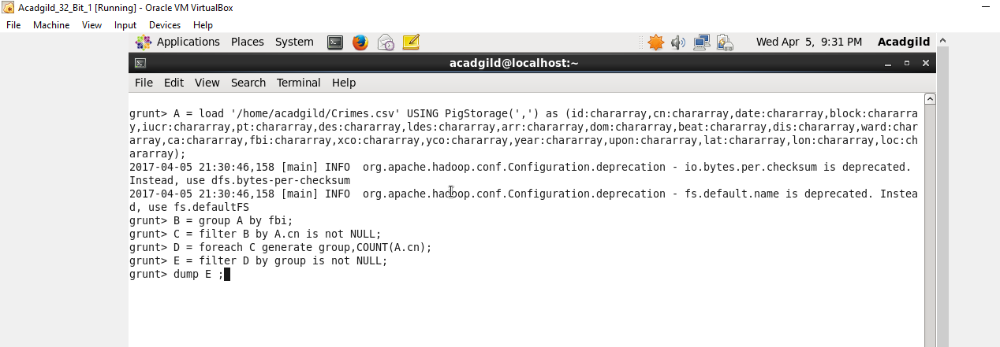 Acadgild_32_Bit_1 [Running] - Oracle VM VirtualBox
File Machine View Input Devices Help
Applications Places System Wed Apr 5, 9:31 PM Acadgild
acadgild@localhost:~
File Edit View Search Terminal Help
grunt> A = load '/home/acadgild/Crimes.csv' USING PigStorage(',') as (id:chararray,cn:chararray,date:chararray,block:chararra
y,iucr:chararray,pt:chararray,des:chararray,ldes:chararray,arr:chararray,dom:chararray,beat:chararray,dis:chararray,ward:char
array,ca:chararray,fbi:chararray,xco:chararray,yco:chararray,year:chararray,upon:chararray,lat:chararray,lon:chararray,loc:ch
ararray);
2017-04-05 21:30:46,158 [main] INFO  org.apache.hadoop.conf.Configuration.deprecation - io.bytes.per.checksum is deprecated.
Instead, use dfs.bytes-per-checksum
2017-04-05 21:30:46,158 [main] INFO  org.apache.hadoop.conf.Configuration.deprecation - fs.default.name is deprecated. Instea
d, use fs.defaultFS
grunt> B = group A by fbi;
grunt> C = filter B by A.cn is not NULL;
grunt> D = foreach C generate group,COUNT(A.cn);
grunt> E = filter D by group is not NULL;
grunt> dump E ;